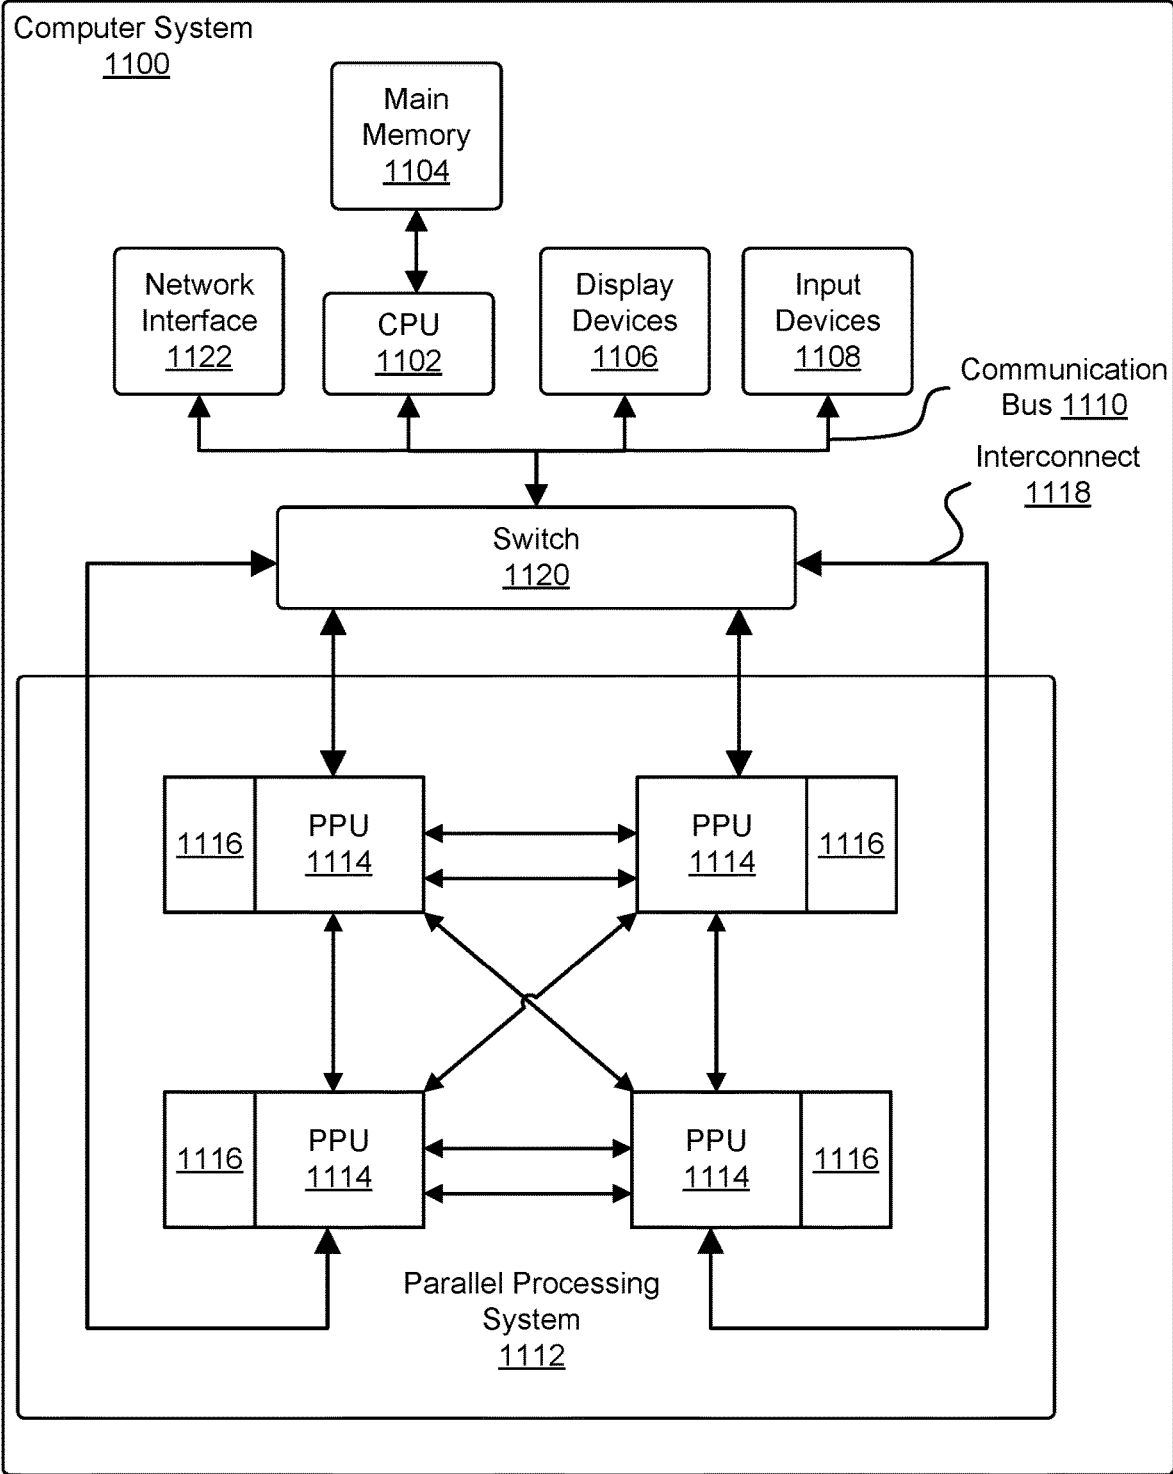 Computer System
1100
Main
Memory
1104
Network
Interface
1122
CPU
1102
Display
Devices
1106
Input
Devices
1108
Communication
Bus 1110
Interconnect
1118
Switch
1120
1116
PPU
1114
PPU
1114
1116
1116
PPU
1114
PPU
1114
1116
Parallel Processing
System
1112